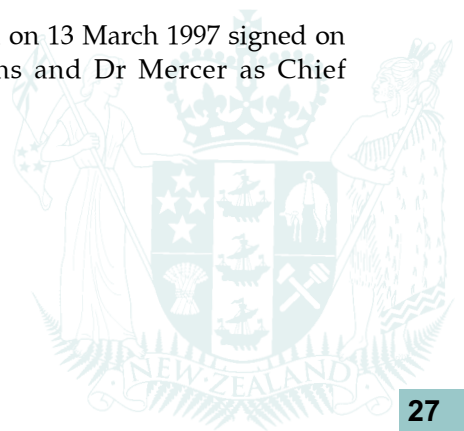 on 13 March 1997 signed on
ns and Dr Mercer as Chief
NEW ZEALAND
27